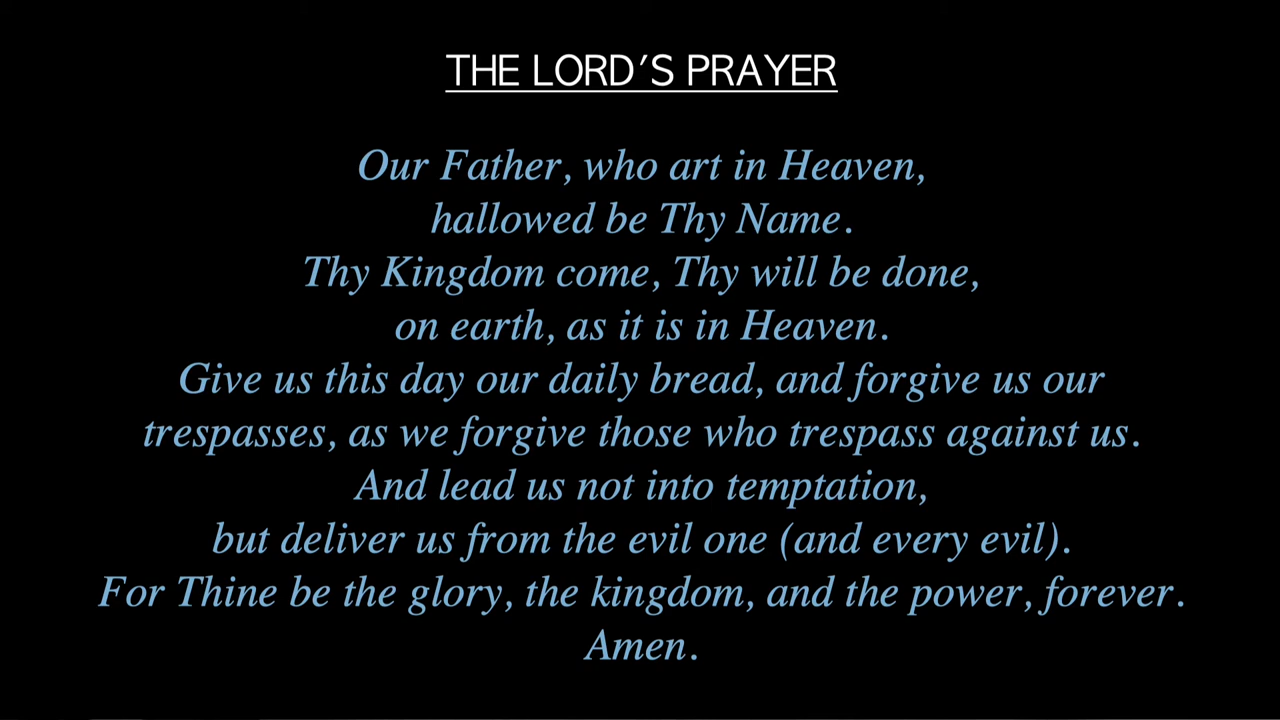 THE LORD'S PRAYER
Our Father, who art in Heaven,
hallowed be Thy Name.
Thy Kingdom come, Thy will be done,
on earth, as it is in Heaven.
Give us this day our daily bread, and forgive us our
trespasses, as we forgive those who trespass against us.
And lead us not into temptation,
but deliver us from the evil one (and every evil).
For Thine be the glory, the kingdom, and the power, forever.
Amen.